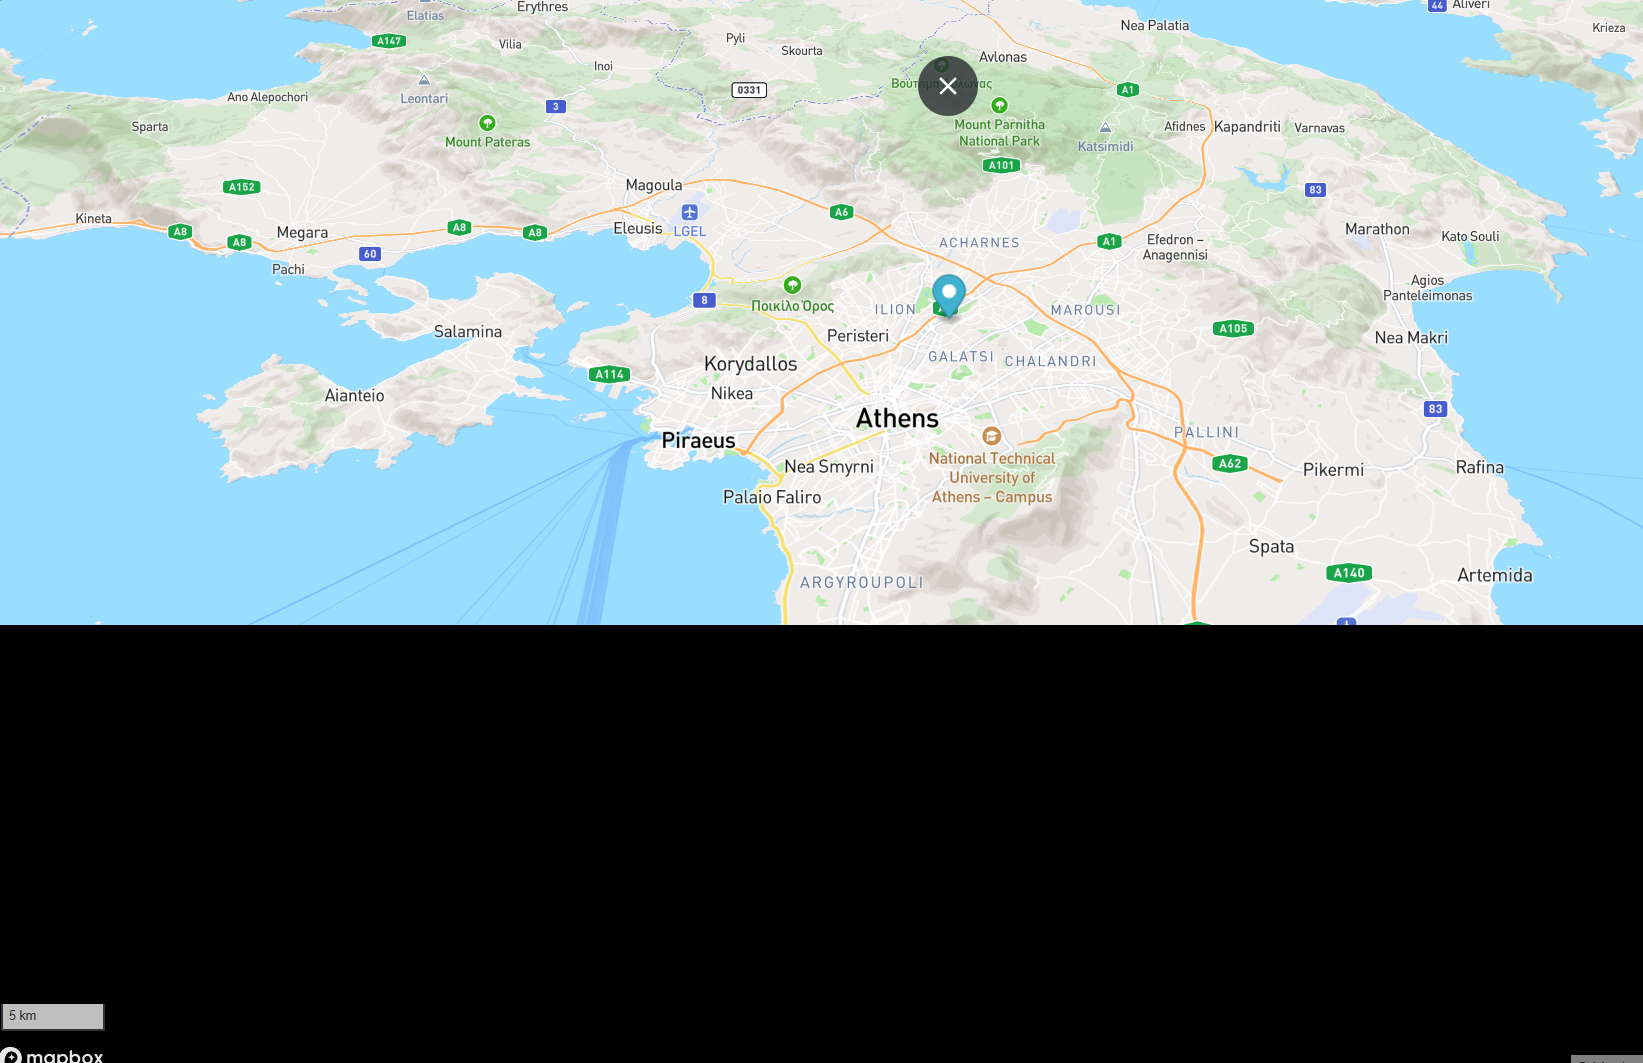 Elatias
Erythres
44
Aliveri
Nea Palatia
Krieza
A147
Vilia
Pyli
Skourta
Avlonas
Inoi
Leontari
Ano Alepochori
3
0331
A1
Mount Pateras
Mount Parnitha
National Park
Katsimidi
Afidnes
Kapandriti
Varnavas
Sparta
A101
A152
Magoula
83
Kineta
A8
A8
Megara
A8
A8
Eleusis
LGEL
A6
ACHARNES
A1
Efedron –
Anagennisi
Marathon
Kato Souli
60
Pachi
8
Ποικίλο Όρος
ILION
MAROUSI
Agios
Panteleimonas
Salamina
Peristeri
A105
Nea Makri
GALATSI
CHALANDRI
Korydallos
A114
Nikea
Aianteio
Athens
83
PALLINI
Piraeus
Nea Smyrni
National Technical
University of
Athens – Campus
A62
Pikermi
Rafina
Palaio Faliro
Spata
A140
Artemida
ARGYROUPOLI
5 km
mapbox